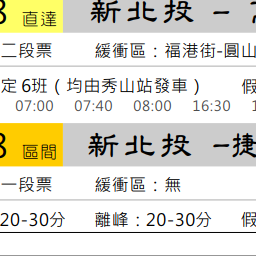 8 直達 新北投 -
二段票 緩衝區：福港街-圓山
定 6班（均由秀山站發車） 假
07:00 07:40 08:00 16:30 1
8 區間 新北投 -捷
一段票 緩衝區：無
20-30分 離峰：20-30分 假